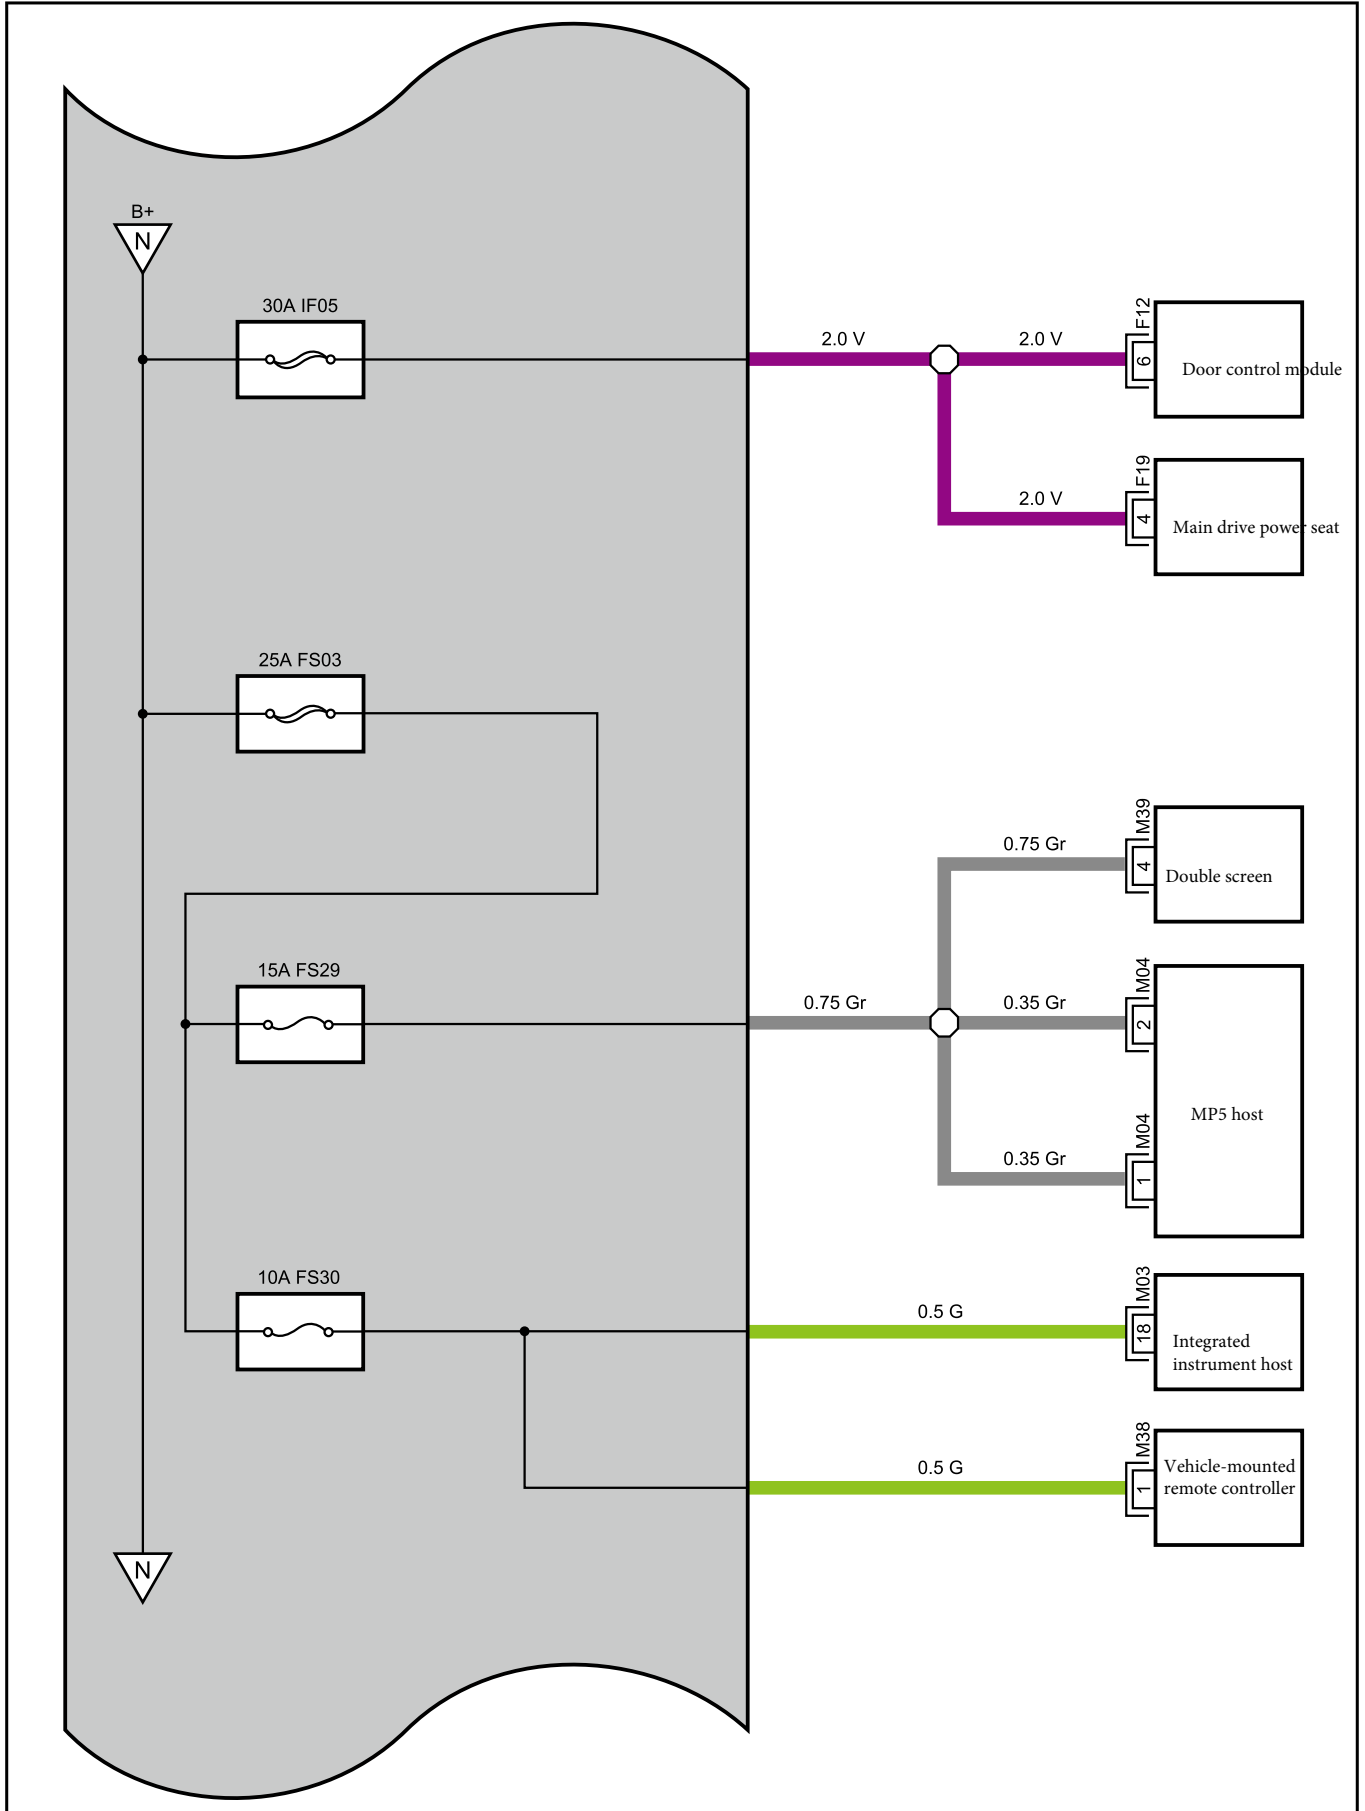 B+
N
30A IF05
2.0 V
2.0 V
F12
6
Door control module
2.0 V
F19
4
Main drive power seat
25A FS03
0.75 Gr
M39
4
Double screen
15A FS29
0.75 Gr
0.35 Gr
M04
2
MP5 host
0.35 Gr
M04
1
10A FS30
0.5 G
M03
18
Integrated
instrument host
0.5 G
M38
1
Vehicle-mounted
remote controller
N